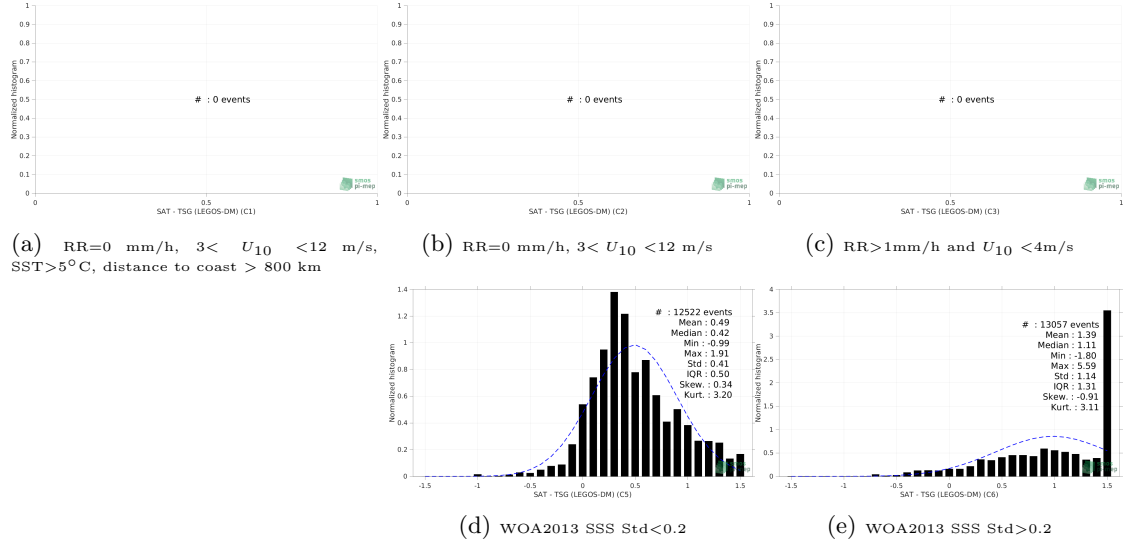 1
0.9
0.8
0.7
0.6
0.5
0.4
0.3
0.2
0.1
0
Normalized histogram
# : 0 events
smos
pi-mep
0 0.5 1
SAT - TSG (LEGOS-DM) (C1)
(a) RR=0 mm/h, 3< U10 <12 m/s,
SST>5°C, distance to coast > 800 km
1
0.9
0.8
0.7
0.6
0.5
0.4
0.3
0.2
0.1
0
Normalized histogram
# : 0 events
smos
pi-mep
0 0.5 1
SAT - TSG (LEGOS-DM) (C2)
(b) RR=0 mm/h, 3< U10 <12 m/s
1
0.9
0.8
0.7
0.6
0.5
0.4
0.3
0.2
0.1
0
Normalized histogram
# : 0 events
smos
pi-mep
0 0.5 1
SAT - TSG (LEGOS-DM) (C3)
(c) RR>1mm/h and U10 <4m/s
1.4
1.2
1
0.8
0.6
0.4
0.2
0
Normalized histogram
# : 12522 events
Mean : 0.49
Median : 0.42
Min : -0.99
Max : 1.91
Std : 0.41
IQR : 0.50
Skew. : 0.34
Kurt. : 3.20
-1.5 -1 -0.5 0 0.5 1 1.5
SAT - TSG (LEGOS-DM) (C5)
(d) WOA2013 SSS Std<0.2
4
3.5
3
2.5
2
1.5
1
0.5
0
Normalized histogram
# : 13057 events
Mean : 1.39
Median : 1.11
Min : -1.80
Max : 5.59
Std : 1.14
IQR : 1.31
Skew. : -0.91
Kurt. : 3.11
-1.5 -1 -0.5 0 0.5 1 1.5
SAT - TSG (LEGOS-DM) (C6)
(e) WOA2013 SSS Std>0.2